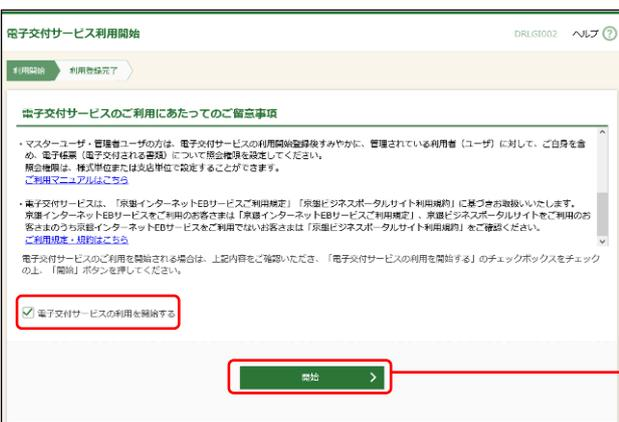 電子交付サービス利用開始
DRLGI002 ヘルプ ?
利用開始 利用登録完了
電子交付サービスのご利用にあたってのご留意事項
・マスターユーザ・管理者ユーザの方は、電子交付サービスの利用開始登録後すみやかに、管理されている利用者(ユーザ)に対して、ご自身を含
め、電子帳票(電子交付される書類)について照会権限を設定してください。
照会権限は、様式単位または支店単位で設定することができます。
ご利用マニュアルはこちら
・電子交付サービスは、「京銀インターネットEBサービスご利用規定」「京銀ビジネスポータルサイト利用規約」に基づきお取扱いいたします。
京銀インターネットEBサービスをご利用のお客さまは「京銀インターネットEBサービスご利用規定」、京銀ビジネスポータルサイトをご利用のお
客さまのうち京銀インターネットEBサービスをご利用でないお客さまは「京銀ビジネスポータルサイト利用規約」をご確認ください。
ご利用規定・規約はこちら
電子交付サービスのご利用を開始される場合は、上記内容をご確認いただき、「電子交付サービスの利用を開始する」のチェックボックスをチェック
の上、「開始」ボタンを押してください。
電子交付サービスの利用を開始する
開始